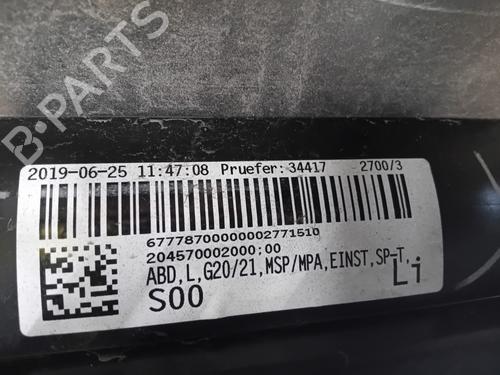 B-PARTS
2019-06-25 11:47:08 Pruefer:34417 2700/3
67778700000002771510
204570002000;00
ABD,L,G20/21,MSP/MPA,EINST,SP-T,
S00
Li